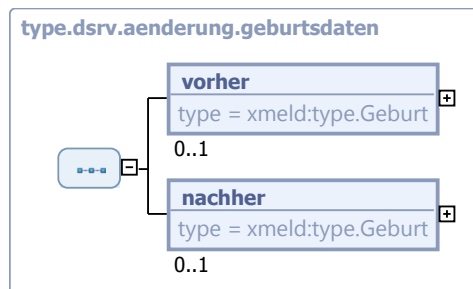 type.dsrv.aenderung.geburtsdaten
vorher
type = xmeld:type.Geburt
0..1
nachher
type = xmeld:type.Geburt
0..1